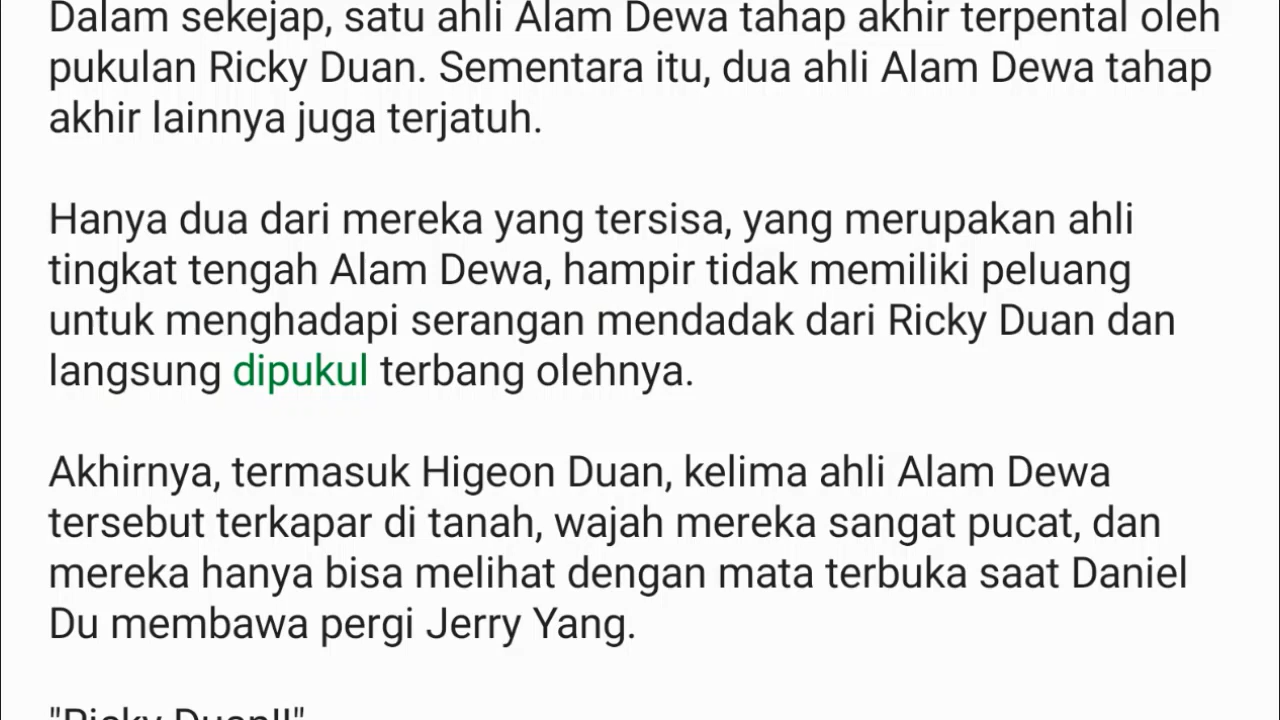 Dalam sekejap, satu ahli Alam Dewa tahap akhir terpental oleh
pukulan Ricky Duan. Sementara itu, dua ahli Alam Dewa tahap
akhir lainnya juga terjatuh.
Hanya dua dari mereka yang tersisa, yang merupakan ahli
tingkat tengah Alam Dewa, hampir tidak memiliki peluang
untuk menghadapi serangan mendadak dari Ricky Duan dan
langsung dipukul terbang olehnya.
Akhirnya, termasuk Higeon Duan, kelima ahli Alam Dewa
tersebut terkapar di tanah, wajah mereka sangat pucat, dan
mereka hanya bisa melihat dengan mata terbuka saat Daniel
Du membawa pergi Jerry Yang.
"Ricky Duan!!"